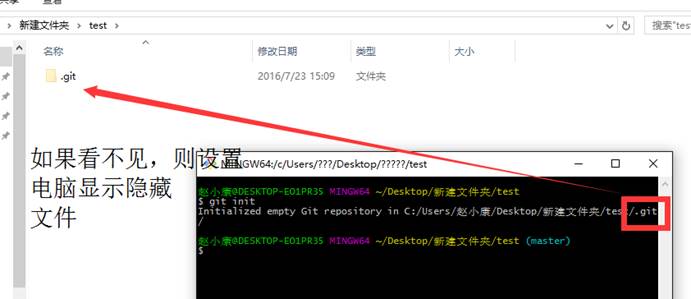 共享 查看
新建文件夹 › test ›
搜索"tes
名称 修改日期 类型 大小
.git 2016/7/23 15:09 文件夹
如果看不见，则设置
电脑显示隐藏
文件
MINGW64:/c/Users/???/Desktop/?????/test
赵小康@DESKTOP-EO1PR35 MINGW64 ~/Desktop/新建文件夹/test
$ git init
Initialized empty Git repository in C:/Users/赵小康/Desktop/新建文件夹/test/.git
/
赵小康@DESKTOP-EO1PR35 MINGW64 ~/Desktop/新建文件夹/test (master)
$